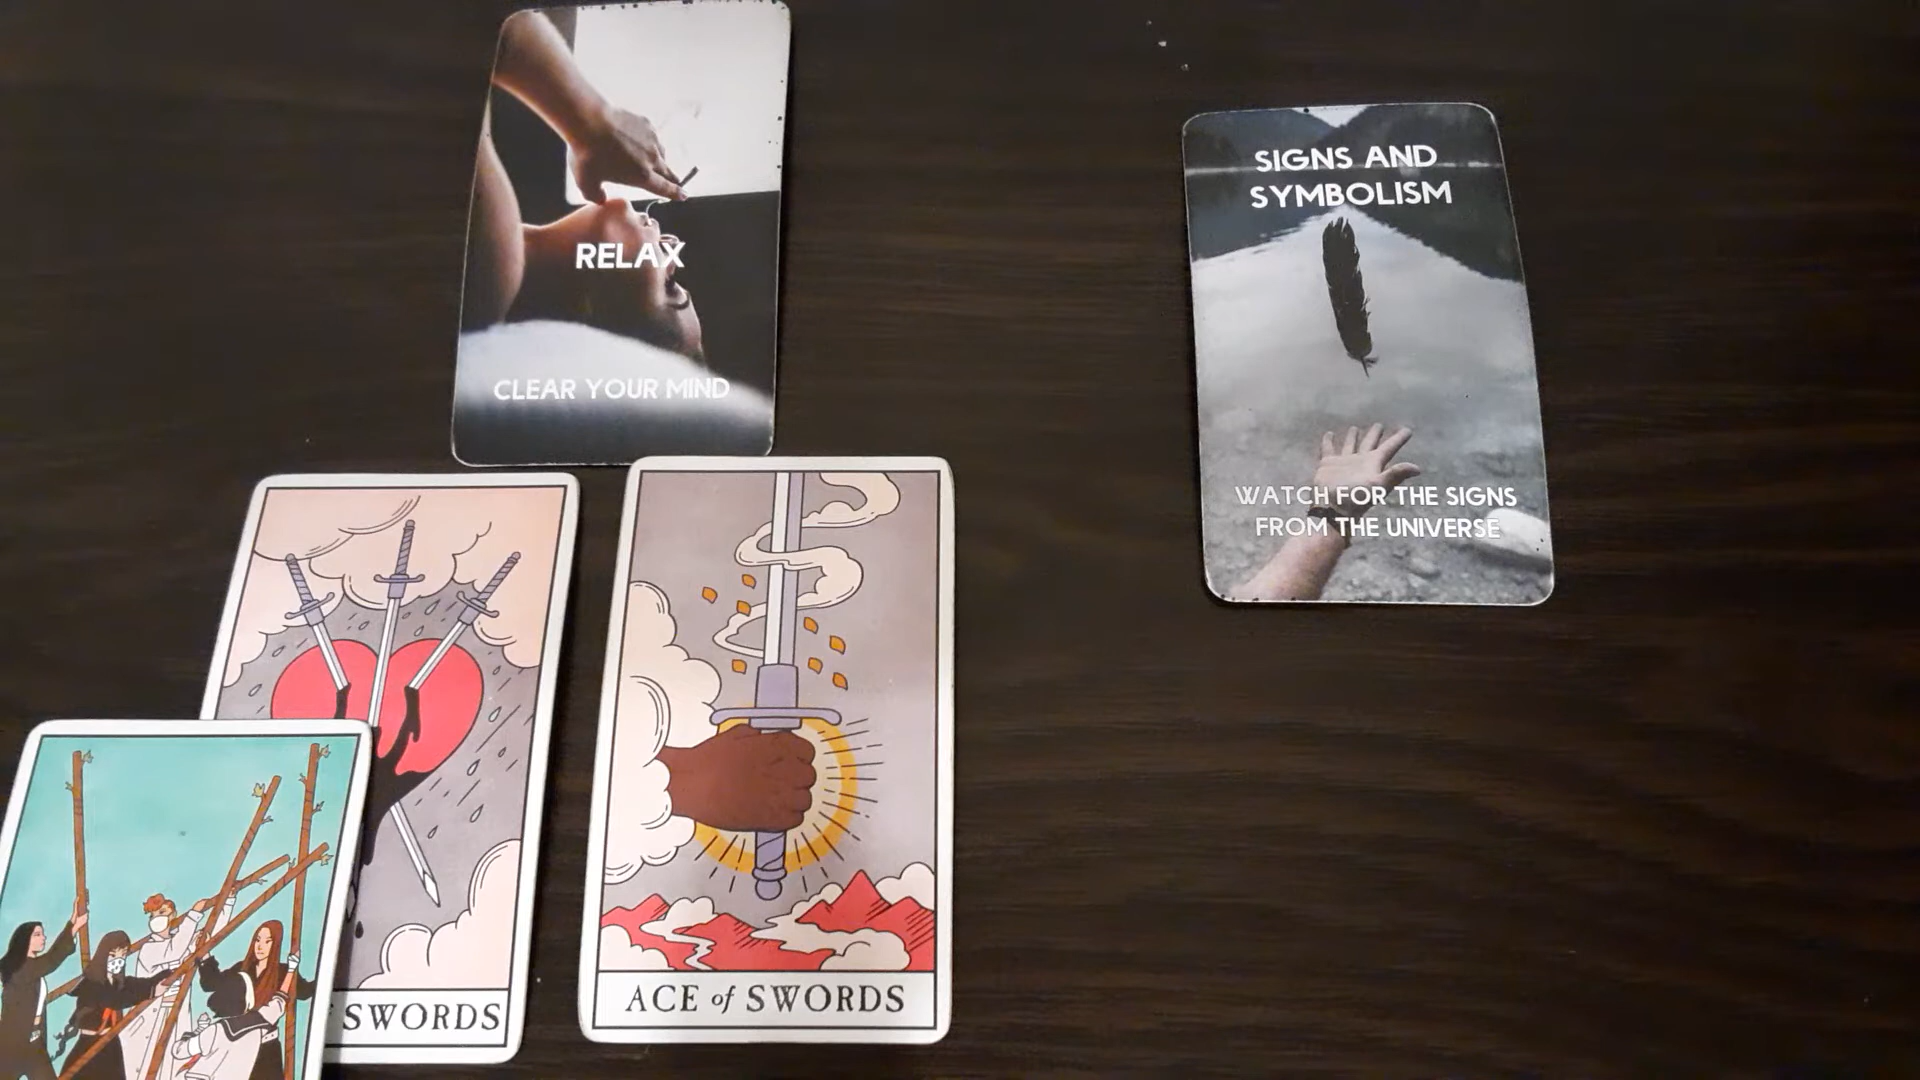 RELAX
CLEAR YOUR MIND
SIGNS AND
SYMBOLISM
WATCH FOR THE SIGNS
FROM THE UNIVERSE
SWORDS
ACE of SWORDS